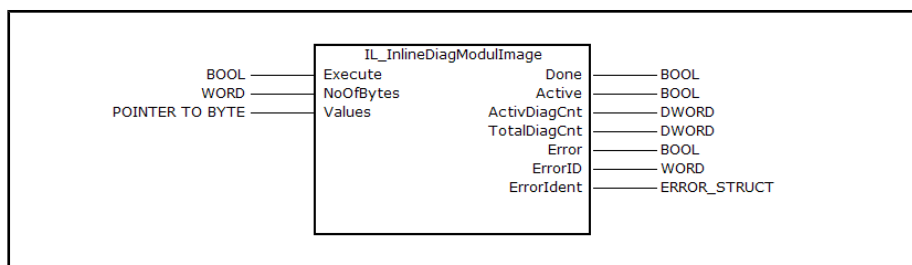 IL_InlineDiagModulImage
BOOL Execute Done BOOL
WORD NoOfBytes Active BOOL
POINTER TO BYTE Values ActivDiagCnt DWORD
TotalDiagCnt DWORD
Error BOOL
ErrorID WORD
ErrorIdent ERROR_STRUCT